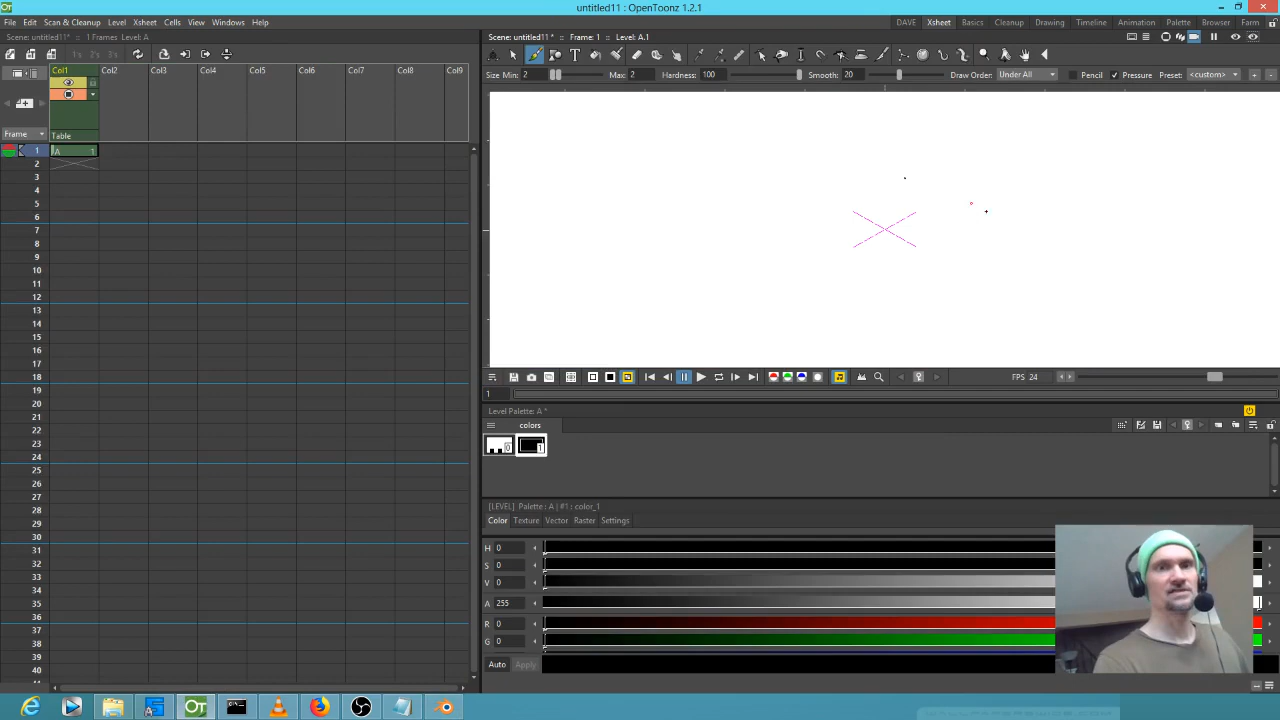 untitled11 : OpenToonz 1.2.1
File Edit Scan & Cleanup Level Xsheet Cells View Windows Help
DAVE Xsheet Basics Cleanup Drawing Timeline Animation Palette Browser Farm
Scene: untitled11* 1 Frames Level: A
Scene: untitled11 * :: Frame: 1 :: Level: A.1
Size Min: 2 Max: 2 Hardness: 100 Smooth: 20 Draw Order: Under All Pencil Pressure Preset: <custom>
Col1 Col2 Col3 Col4 Col5 Col6 Col7 Col8 Col9
Frame Table
1 A 1
2
3
4
5
6
7
8
9
10
11
12
13
14
15
16
17
18
19
20
21
22
23
24
25
26
27
28
29
30
31
32
33
34
35
36
37
38
39
40
FPS 24
1
Level Palette: A *
colors
0 1
[LEVEL] Palette : A | #1 : color_1
Color Texture Vector Raster Settings
H 0
S 0
V 0
A 255
R 0
G 0
Auto Apply